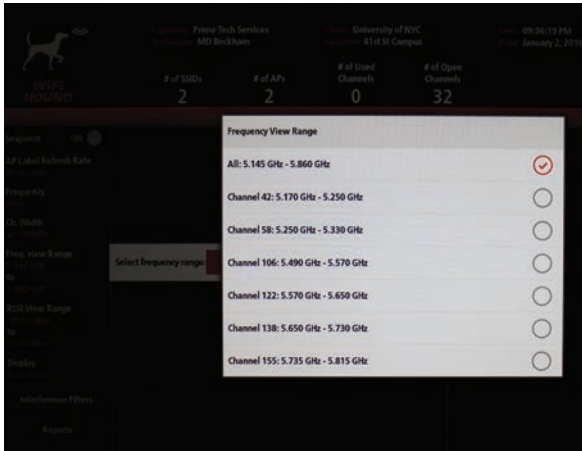 Prime Tech Services
MD Beckham
University of NYC
41st St Campus
09:36:19 PM
January 2, 201
WiFi
HOUND
# of SSIDs
2
# of APs
2
# of Used
Channels
0
# of Open
Channels
32
Snapshot ON
AP Label Refresh Rate
Frequency
Ch. Width
Freq. view Range
To
RSSI View Range
To
Display
Interference Filters
Reports
Select frequency range:
Frequency View Range
All: 5.145 GHz - 5.860 GHz
Channel 42: 5.170 GHz - 5.250 GHz
Channel 58: 5.250 GHz - 5.330 GHz
Channel 106: 5.490 GHz - 5.570 GHz
Channel 122: 5.570 GHz - 5.650 GHz
Channel 138: 5.650 GHz - 5.730 GHz
Channel 155: 5.735 GHz - 5.815 GHz